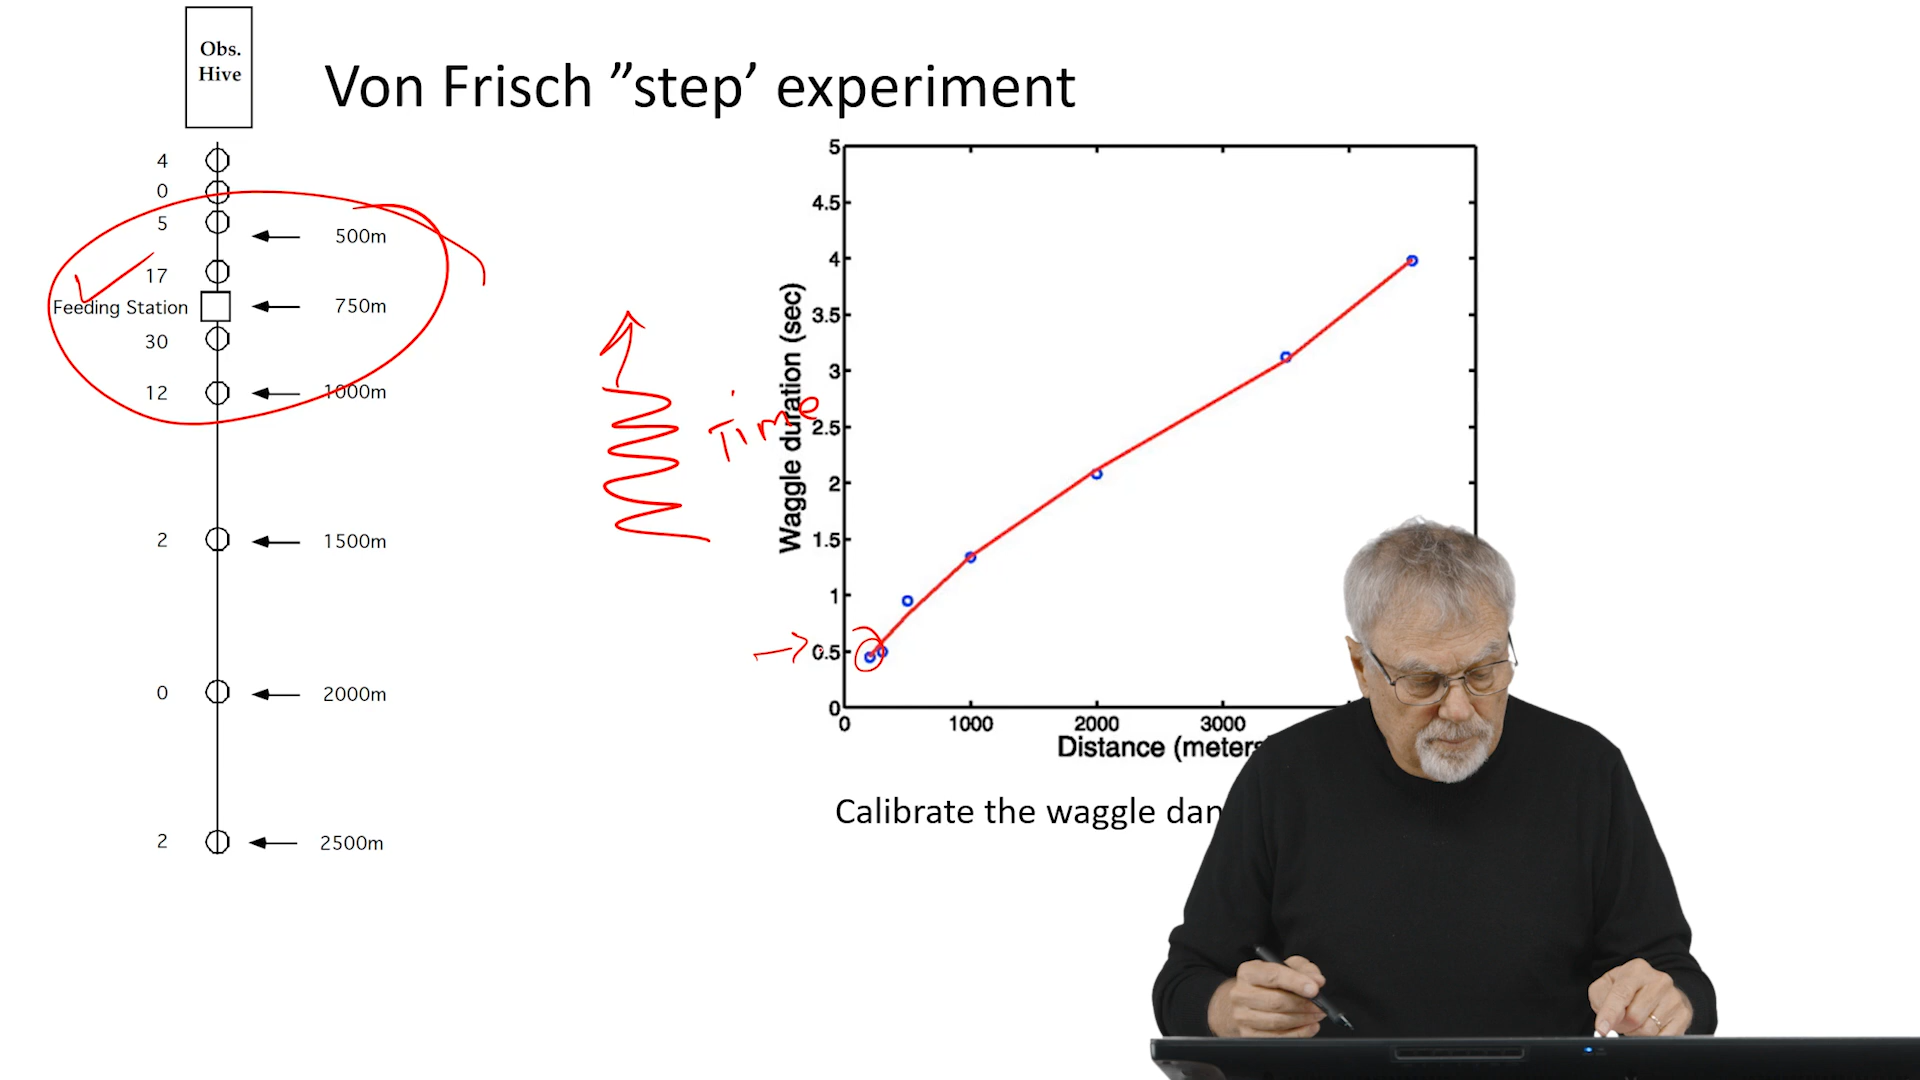 Obs.
Hive
Von Frisch ”step’ experiment
4
0
5
500m
17
Feeding Station
750m
30
12
1000m
2
1500m
0
2000m
2
2500m
Time
Waggle duration (sec)
5
4.5
4
3.5
3
2.5
2
1.5
1
0.5
0
0
1000
2000
3000
Distance (meters
Calibrate the waggle dan